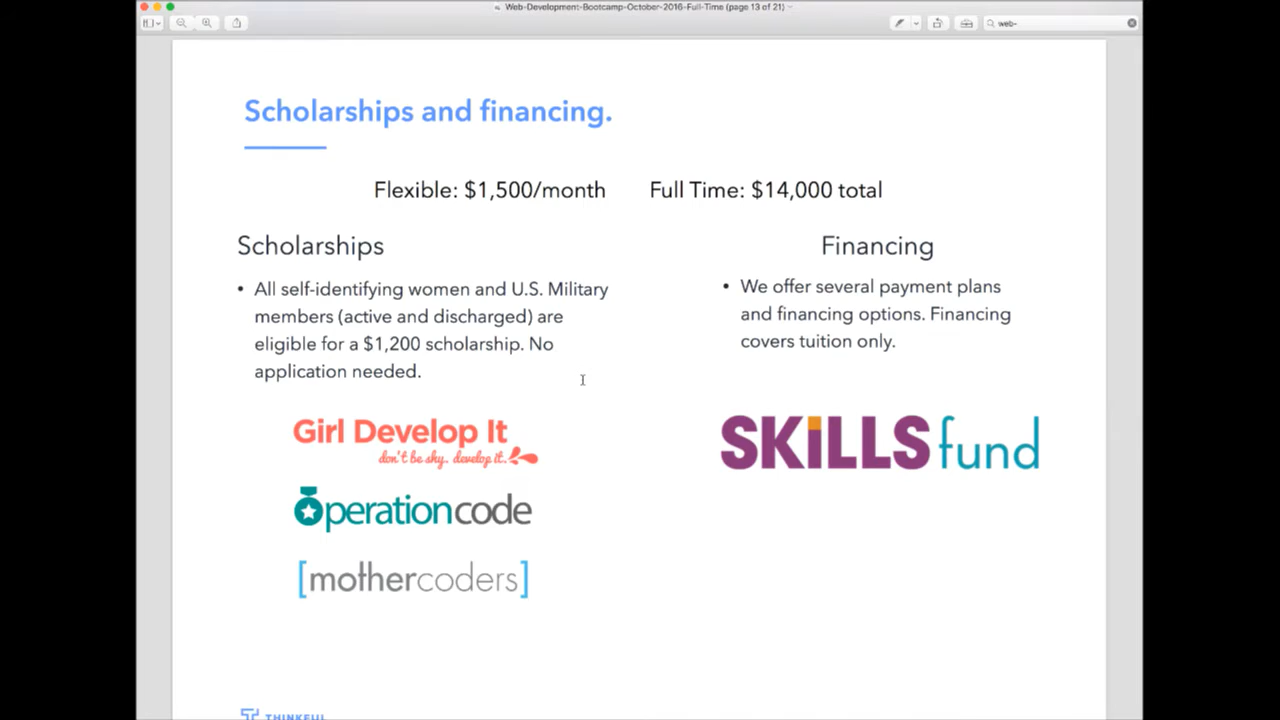 Web-Development-Bootcamp-October-2016-Full-Time (page 13 of 21)
web-
Scholarships and financing.
Flexible: $1,500/month Full Time: $14,000 total
Scholarships
• All self-identifying women and U.S. Military
members (active and discharged) are
eligible for a $1,200 scholarship. No
application needed.
Girl Develop It
don't be shy.. develop it.
operationcode
[mothercoders]
Financing
• We offer several payment plans
and financing options. Financing
covers tuition only.
SKiLLS fund
THINKFUL